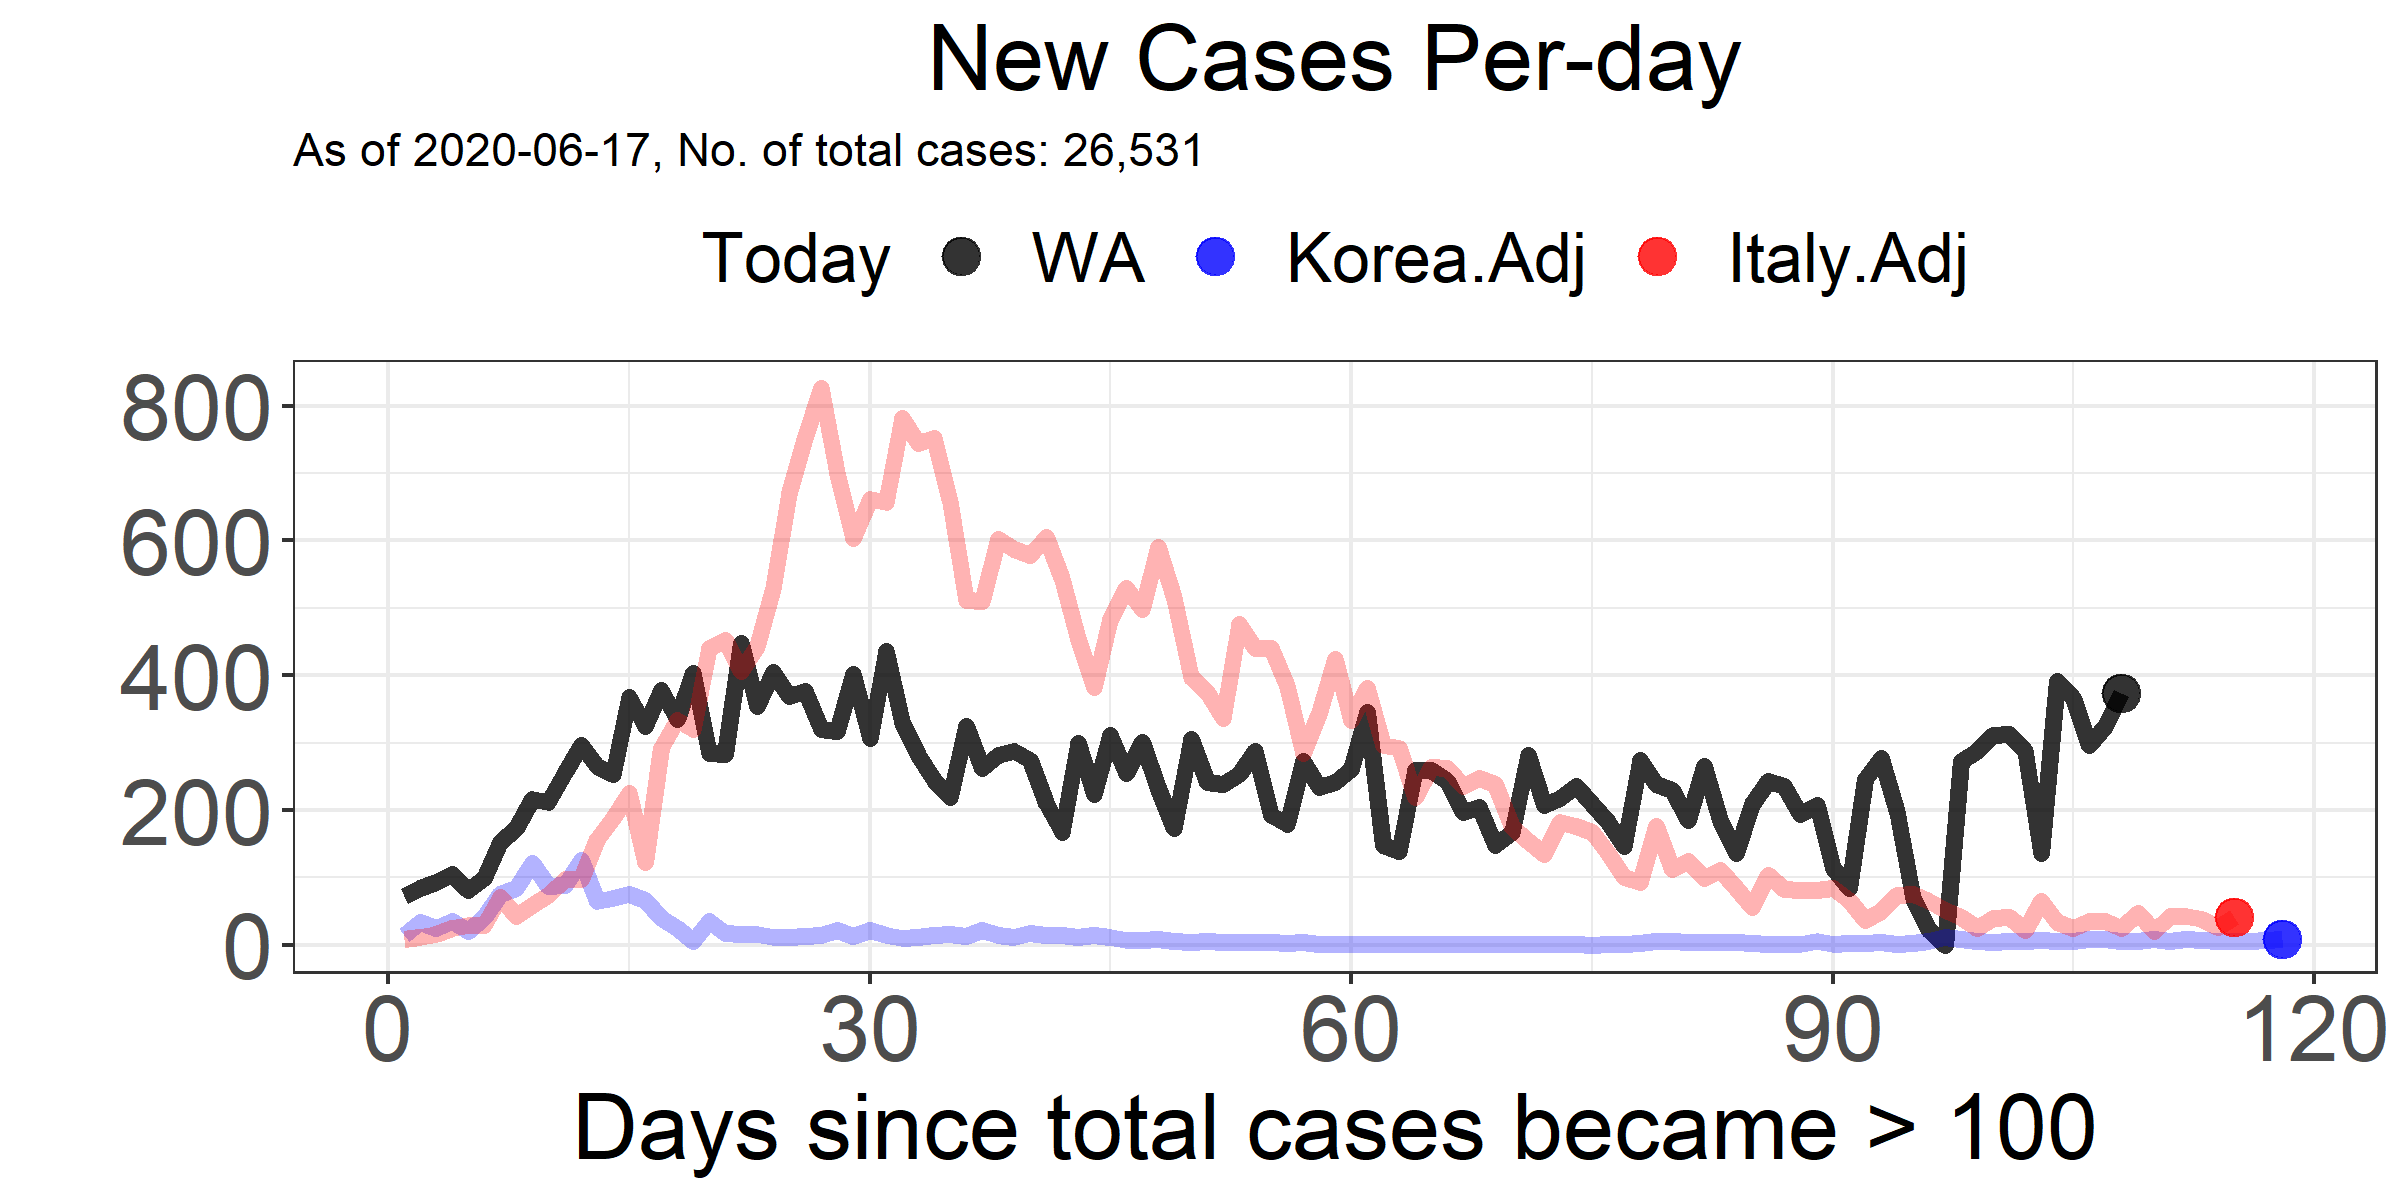 New Cases Per-day
As of 2020-06-17, No. of total cases: 26,531
Today WA Korea.Adj Italy.Adj
800
600
400
200
0
0 30 60 90 120
Days since total cases became > 100